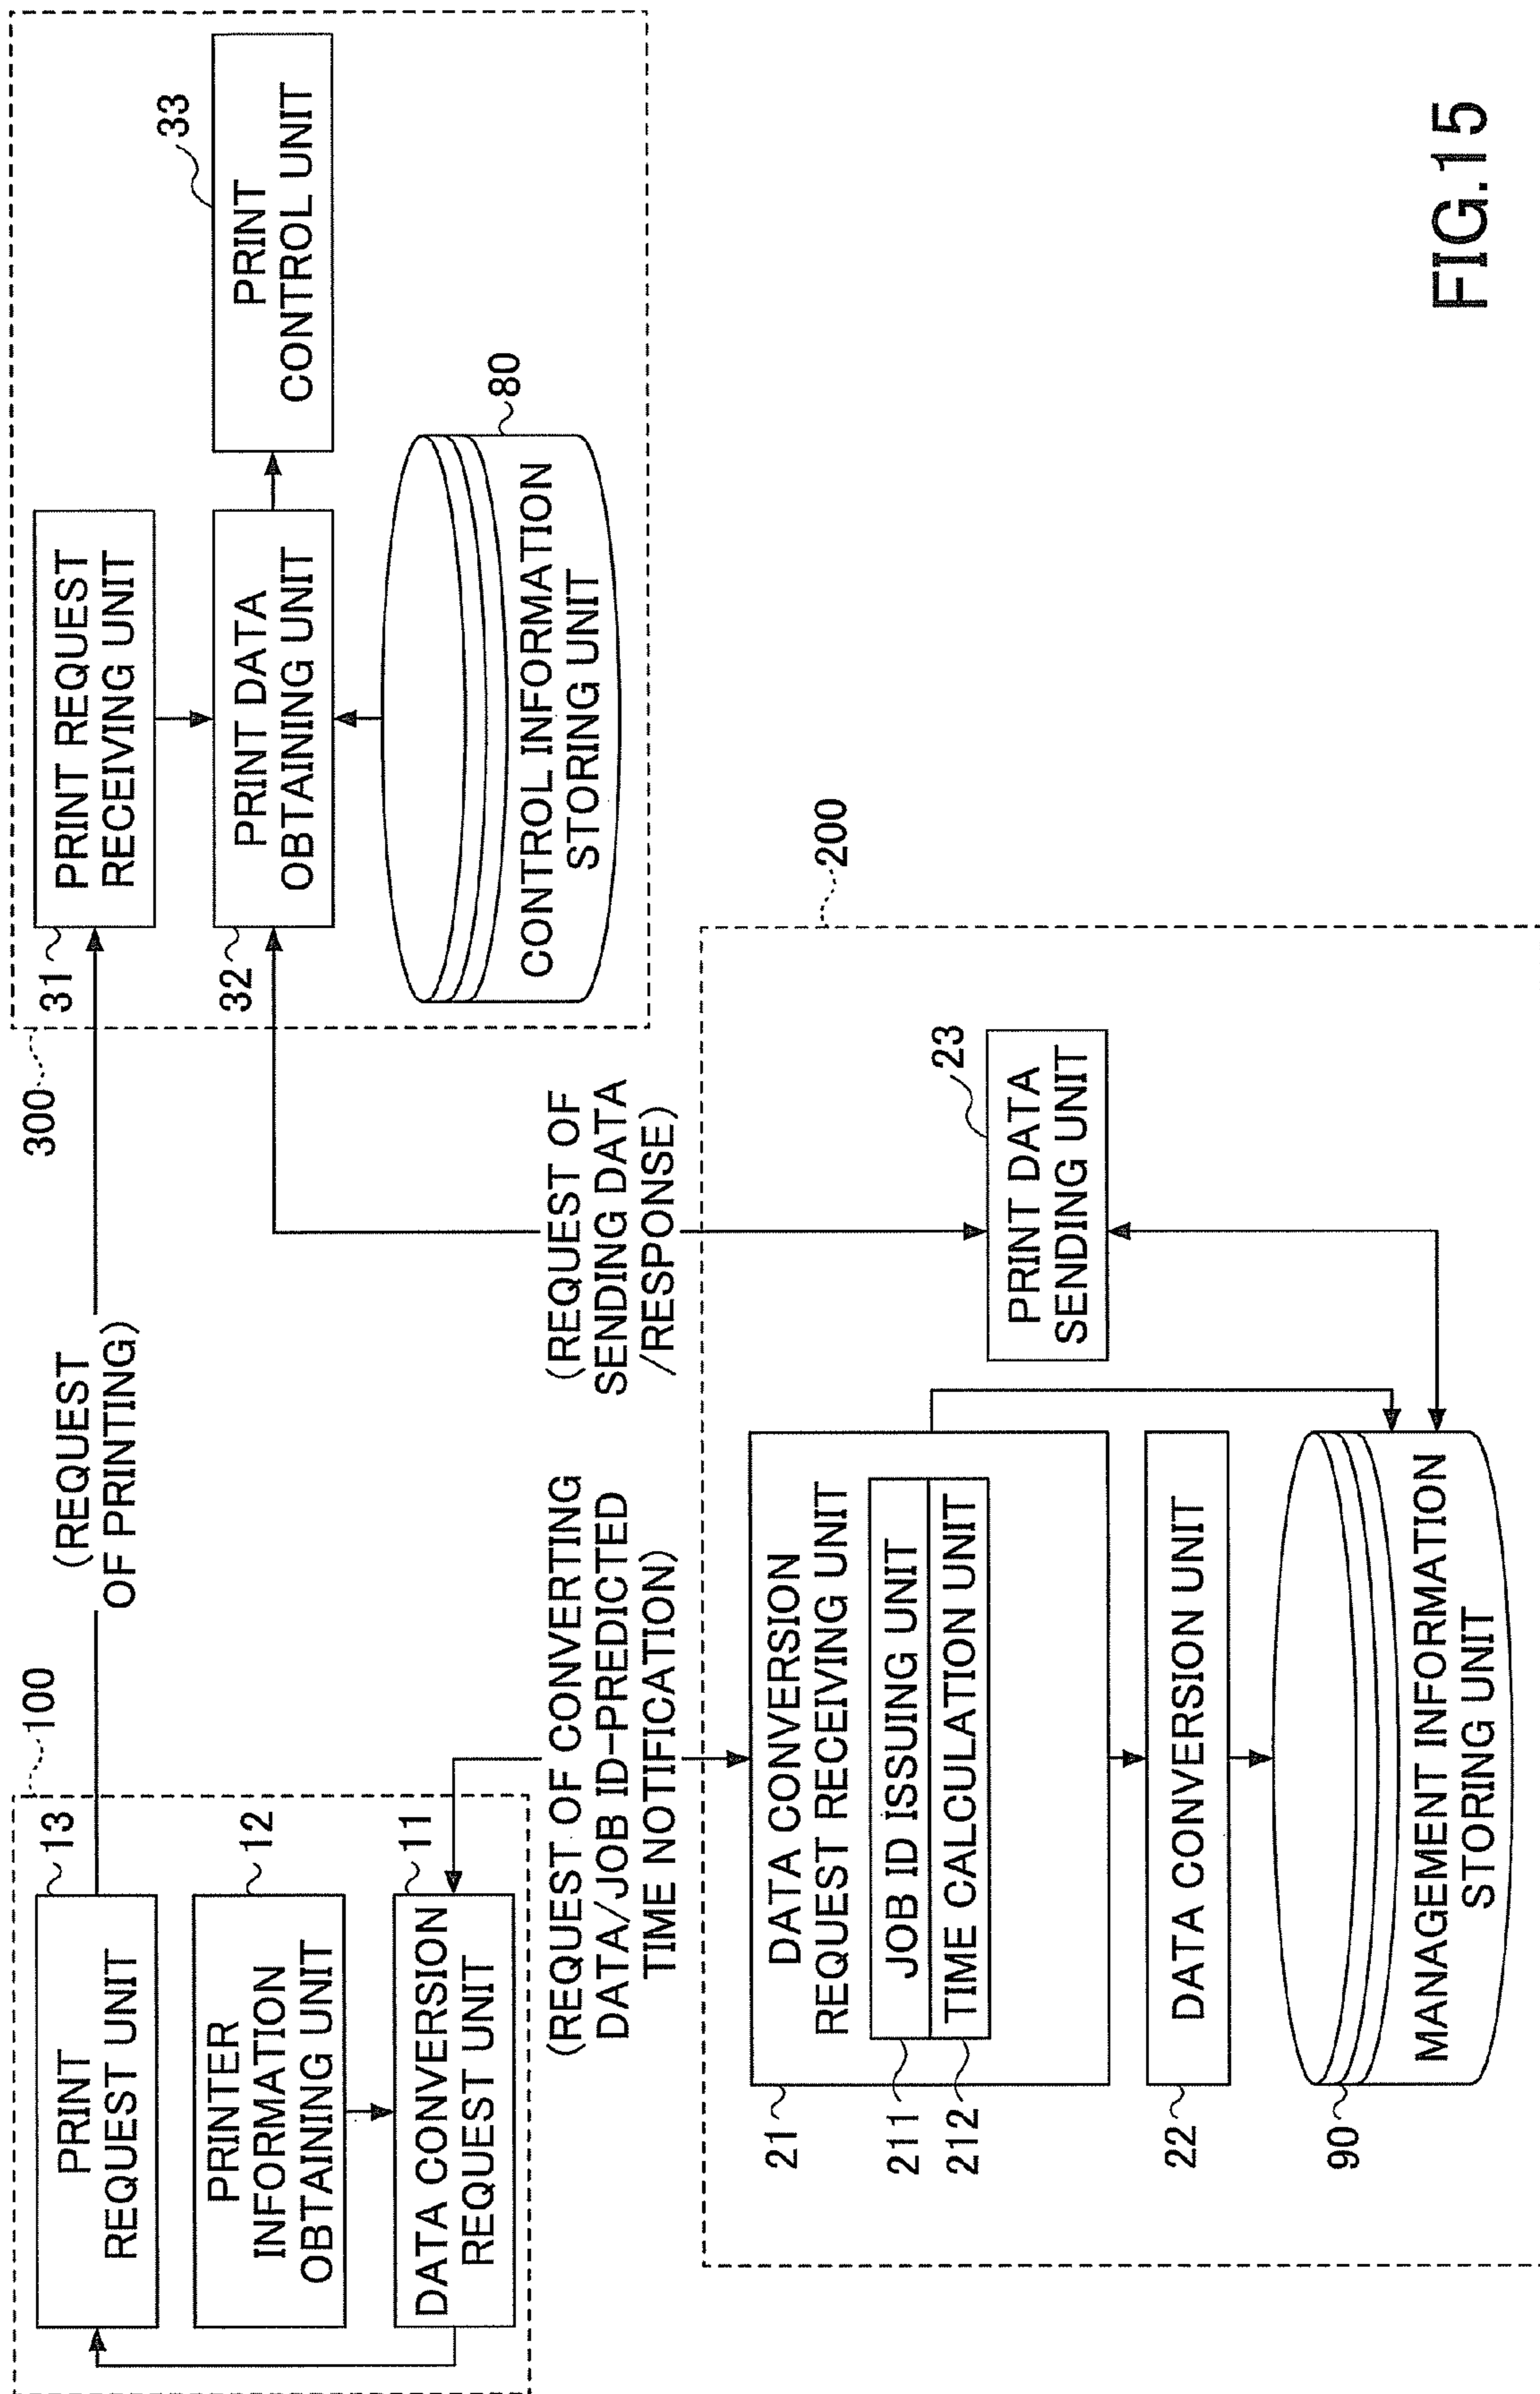 100
PRINT
REQUEST UNIT
13
PRINTER
INFORMATION
OBTAINING UNIT
12
DATA CONVERSION
REQUEST UNIT
11
(REQUEST
OF PRINTING)
300
31
PRINT REQUEST
RECEIVING UNIT
32
PRINT DATA
OBTAINING UNIT
PRINT
CONTROL UNIT
33
CONTROL INFORMATION
STORING UNIT
80
(REQUEST OF CONVERTING
DATA/JOB ID-PREDICTED
TIME NOTIFICATION)
(REQUEST OF
SENDING DATA
/RESPONSE)
200
21
DATA CONVERSION
REQUEST RECEIVING UNIT
211
JOB ID ISSUING UNIT
212
TIME CALCULATION UNIT
22
DATA CONVERSION UNIT
90
MANAGEMENT INFORMATION
STORING UNIT
PRINT DATA
SENDING UNIT
23
FIG.15